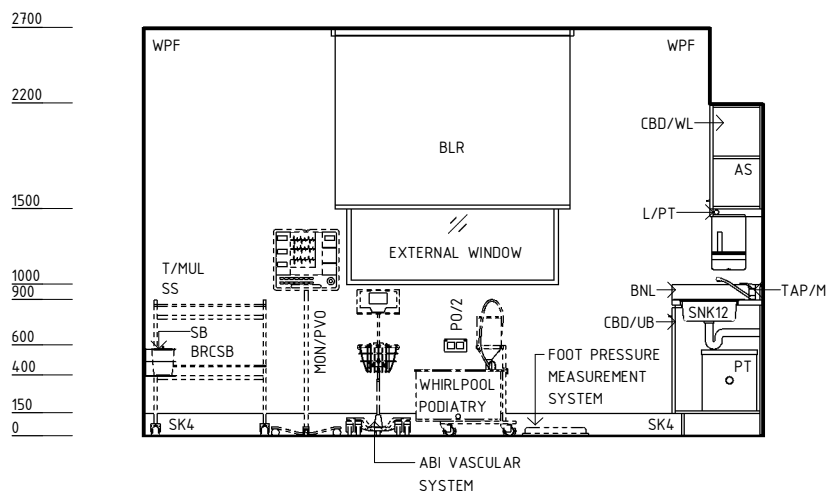 2700
WPF
WPF
2200
CBD/WL
BLR
AS
1500
L/PT
EXTERNAL WINDOW
T/MUL
SS
1000
900
BNL
TAP/M
SNK12
PO/2
MON/PVO
SB
BRCSB
CBD/UB
600
FOOT PRESSURE
MEASUREMENT
SYSTEM
PT
400
WHIRLPOOL
PODIATRY
150
SK4
SK4
0
ABI VASCULAR
SYSTEM